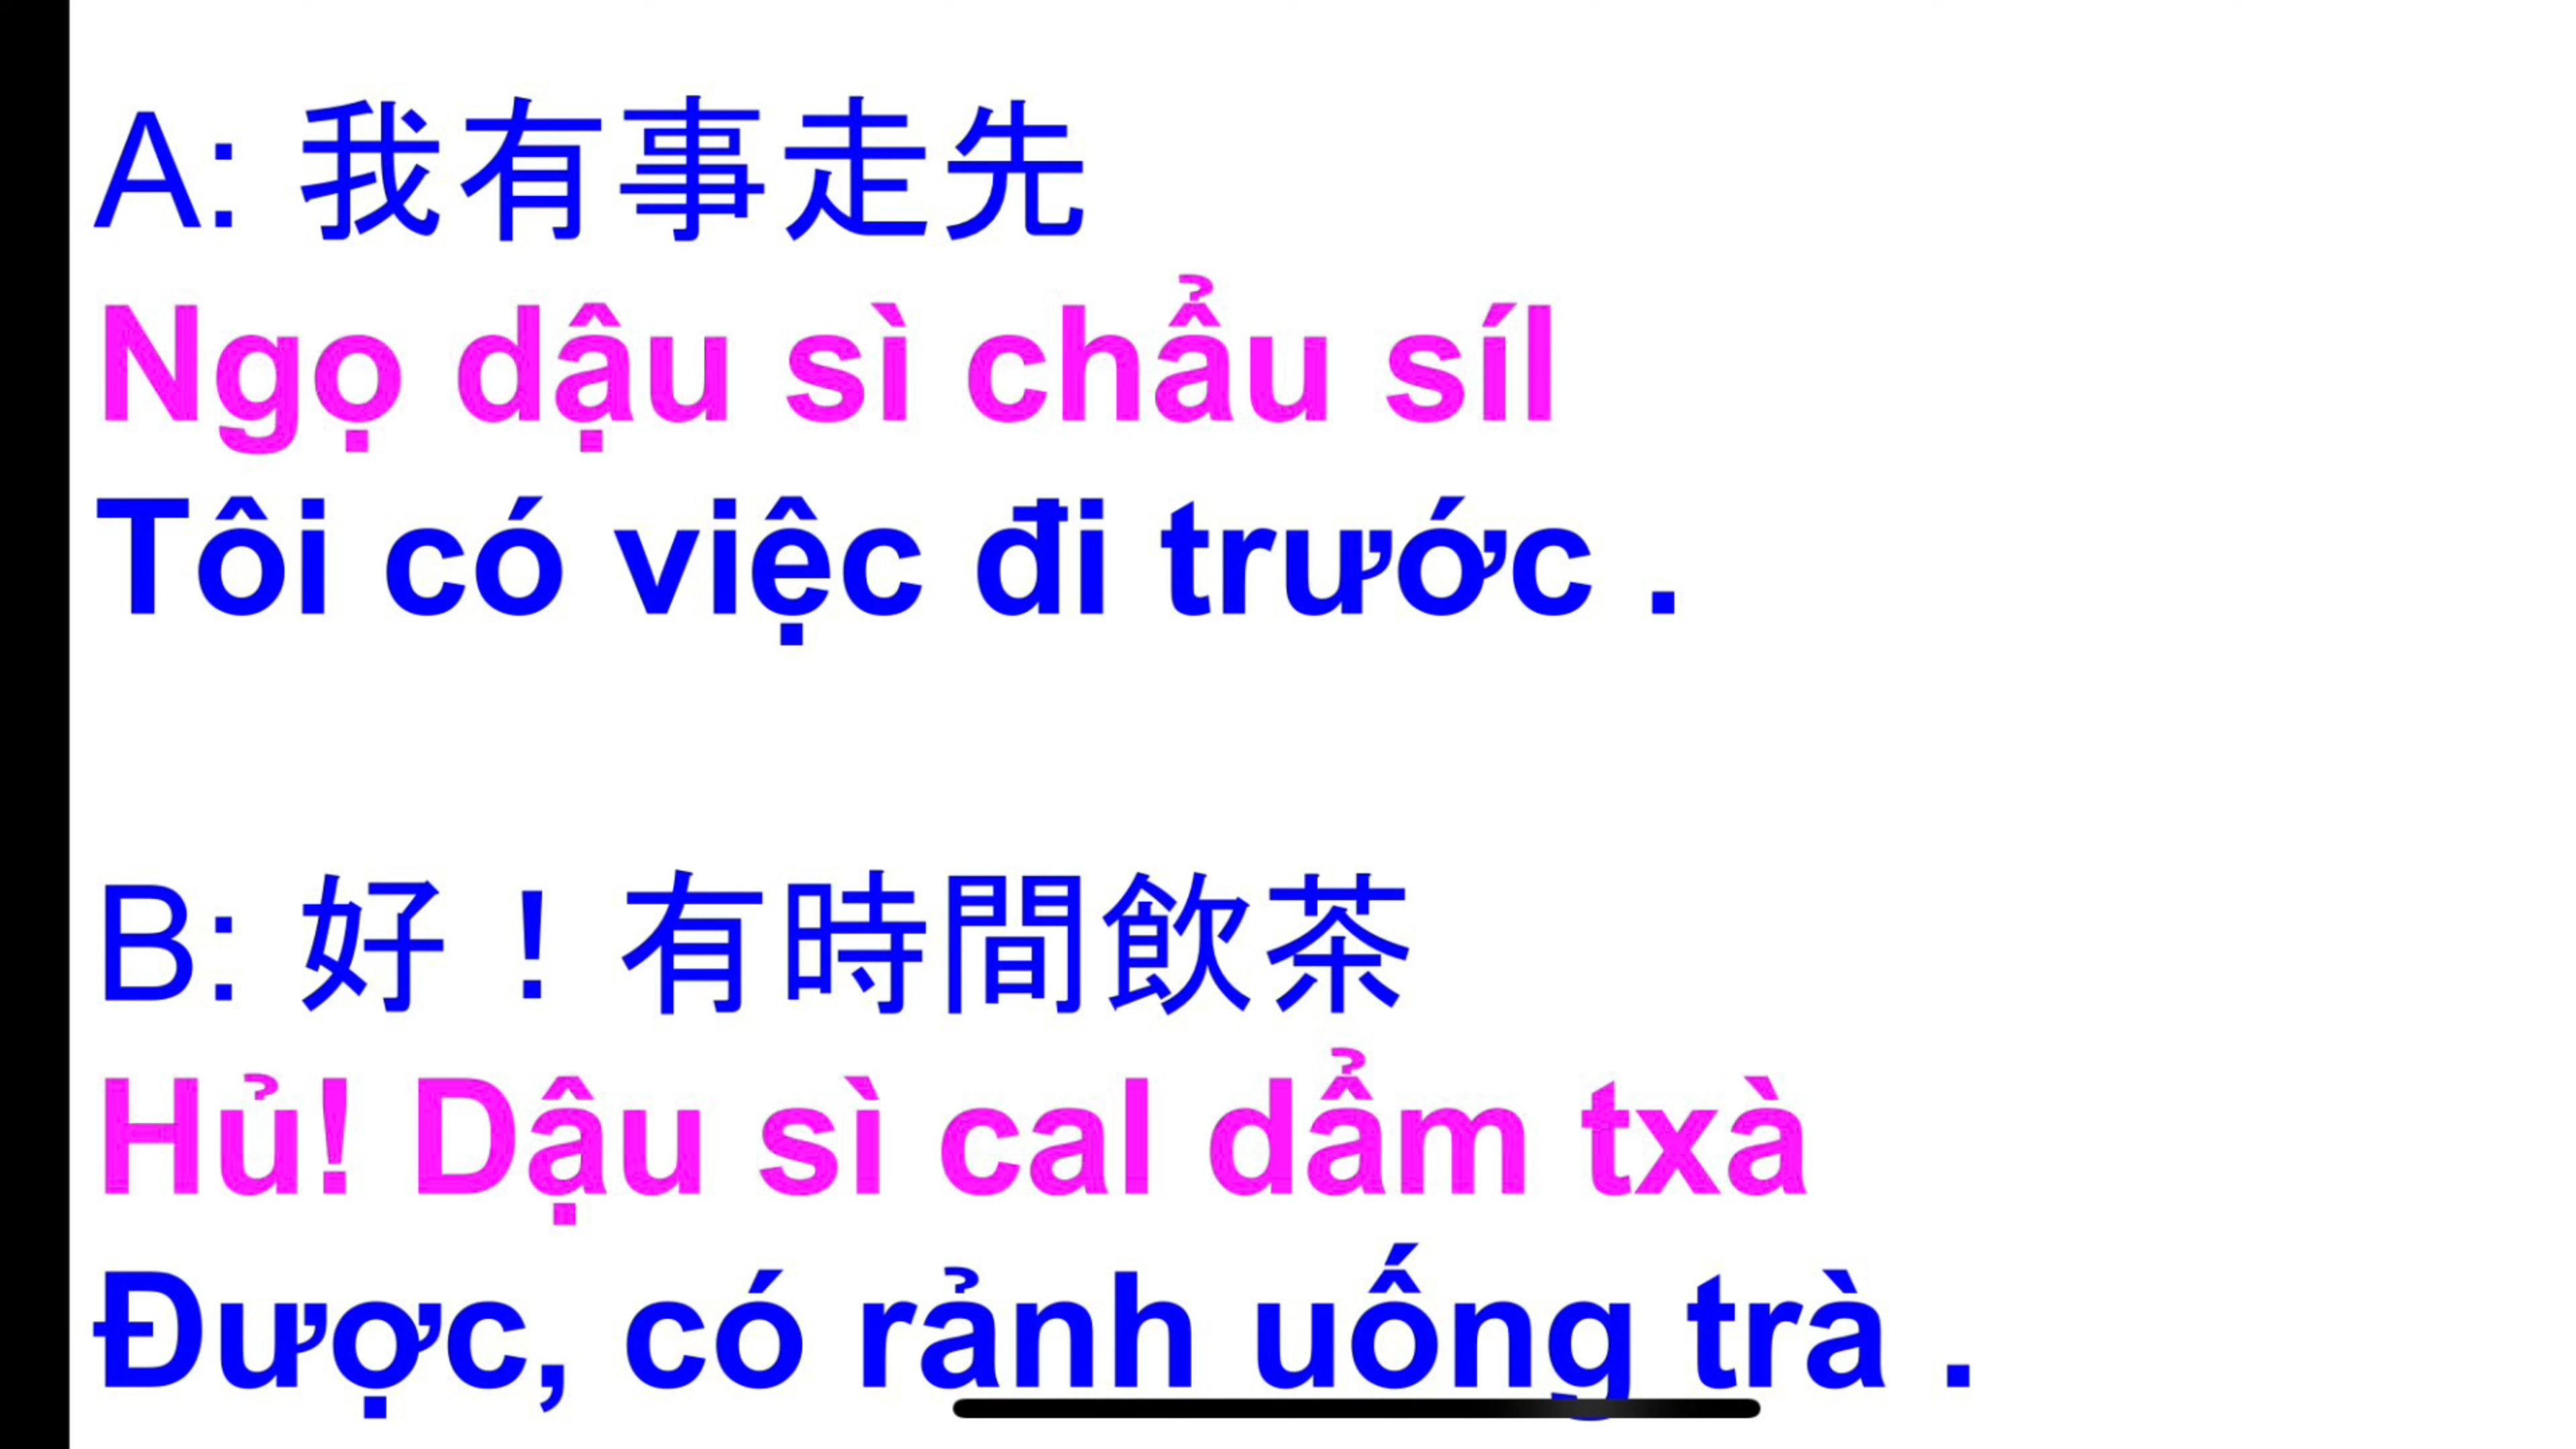 A: 我有事走先
Ngọ dậu sì chẩu síl
Tôi có việc đi trước .
B: 好！有時間飲茶
Hủ! Dậu sì cal dẩm txà
Được, có rảnh uống trà .